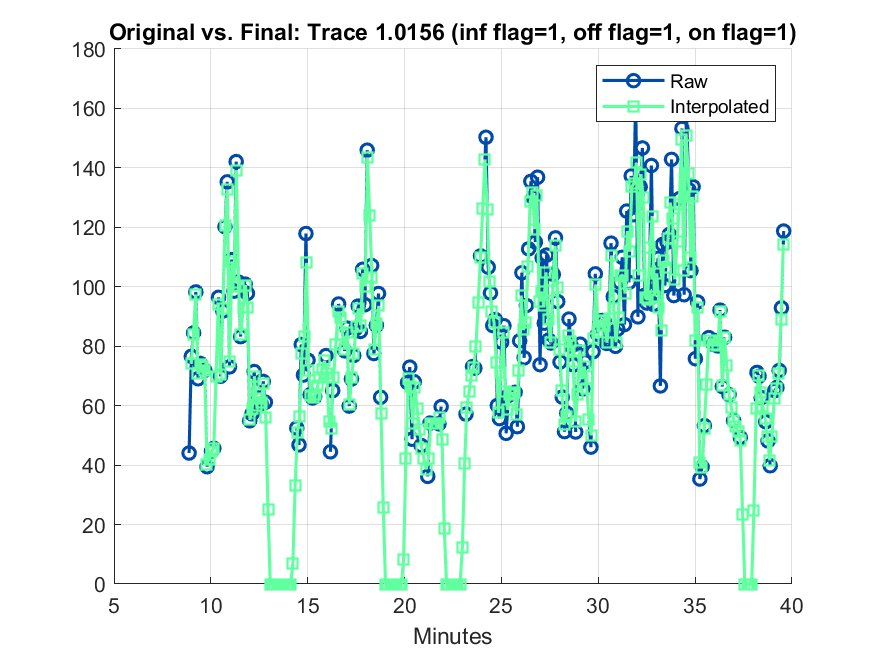 Original vs. Final: Trace 1.0156 (inf flag=1, off flag=1, on flag=1)
180
160
140
120
100
80
60
40
20
0
Raw
Interpolated
5 10 15 20 25 30 35 40
Minutes